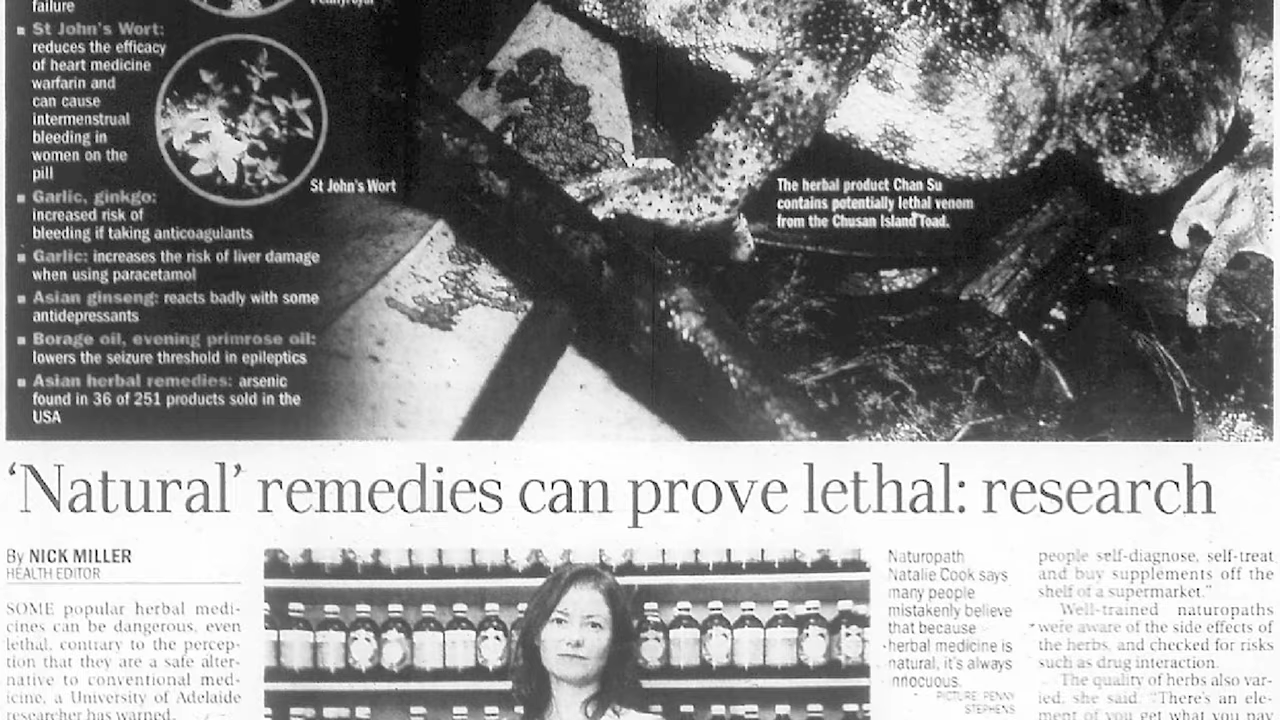 failure
▪ St John's Wort:
reduces the efficacy
of heart medicine
warfarin and
can cause
intermenstrual
bleeding in
women on the
pill
St John's Wort
▪ Garlic, ginkgo:
increased risk of
bleeding if taking anticoagulants
▪ Garlic: increases the risk of liver damage
when using paracetamol
▪ Asian ginseng: reacts badly with some
antidepressants
▪ Borage oil, evening primrose oil:
lowers the seizure threshold in epileptics
▪ Asian herbal remedies: arsenic
found in 36 of 251 products sold in the
USA
The herbal product Chan Su
contains potentially lethal venom
from the Chusan Island Toad.
'Natural' remedies can prove lethal: research
By NICK MILLER
HEALTH EDITOR
SOME popular herbal medi-
cines can be dangerous, even
lethal, contrary to the percep-
tion that they are a safe alter-
native to conventional med-
icine, a University of Adelaide
researcher has warned.
Naturopath
Natalie Cook says
many people
mistakenly believe
that because
herbal medicine is
natural, it's always
innocuous.
PICTURE: PENNY
STEPHENS
people self-diagnose, self-treat
and buy supplements off the
shelf of a supermarket."
Well-trained naturopaths
were aware of the side effects of
the herbs, and checked for risks
such as drug interaction.
The quality of herbs also var-
ied, she said. "There's an ele-
ment of you get what you pay